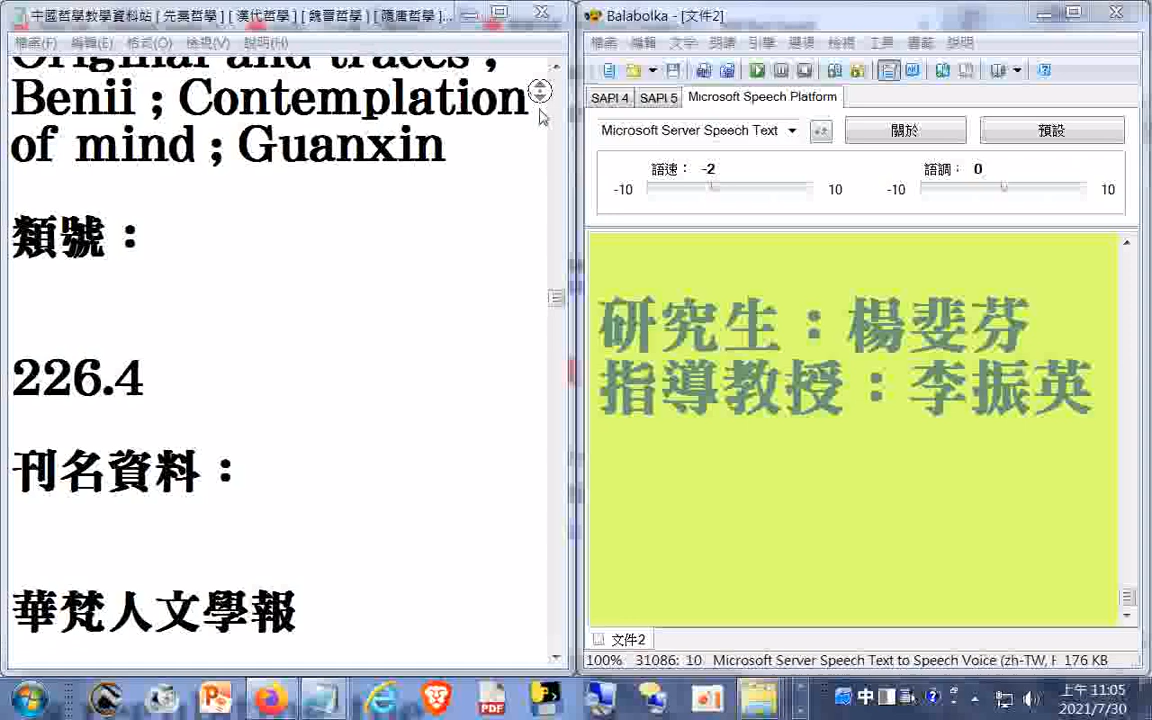 中國哲學教學資料站 [ 先秦哲學 ] [ 漢代哲學 ] [ 魏晉哲學 ] [ 隋唐哲學 ]...
檔案(F) 編輯(E) 格式(O) 檢視(V) 說明(H)
Original and traces ;
Benii ; Contemplation
of mind ; Guanxin
類號：
226.4
刊名資料：
華梵人文學報
Balabolka - [文件2]
檔案 編輯 文字 朗讀 引擎 選項 檢視 工具 書籤 說明
SAPI 4 SAPI 5 Microsoft Speech Platform
Microsoft Server Speech Text 關於 預設
語速： -2 語調： 0
-10 10 -10 10
研究生：楊斐芬
指導教授：李振英
文件2
100% 31086: 10 Microsoft Server Speech Text to Speech Voice (zh-TW, 176 KB
PDF 中 上午 11:05
2021/7/30